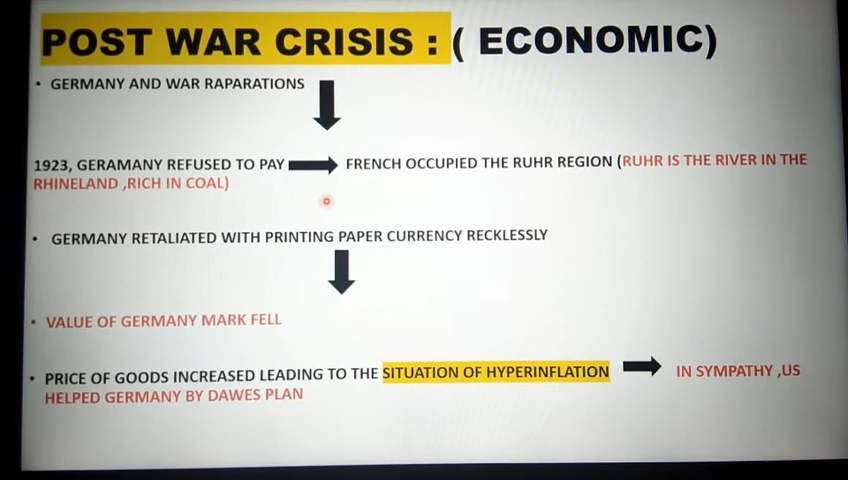 POST WAR CRISIS : ( ECONOMIC)
• GERMANY AND WAR RAPARATIONS
1923, GERAMANY REFUSED TO PAY FRENCH OCCUPIED THE RUHR REGION (RUHR IS THE RIVER IN THE
RHINELAND ,RICH IN COAL)
• GERMANY RETALIATED WITH PRINTING PAPER CURRENCY RECKLESSLY
• VALUE OF GERMANY MARK FELL
• PRICE OF GOODS INCREASED LEADING TO THE SITUATION OF HYPERINFLATION IN SYMPATHY ,US
HELPED GERMANY BY DAWES PLAN